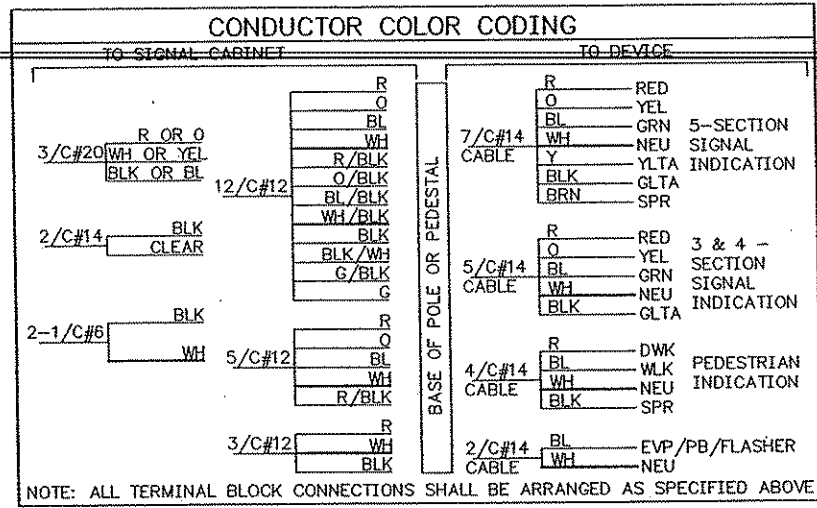 CONDUCTOR COLOR CODING
TO SIGNAL CABINET
TO DEVICE
3/C#20
R OR O
WH OR YEL
BLK OR BL
2/C#14
BLK
CLEAR
2-1/C#6
BLK
WH
12/C#12
R
O
BL
WH
R/BLK
O/BLK
BL/BLK
WH/BLK
BLK
BLK/WH
G/BLK
G
5/C#12
R
O
BL
WH
R/BLK
3/C#12
R
WH
BLK
BASE OF POLE OR PEDESTAL
7/C#14
CABLE
R RED
O YEL
BL GRN
WH NEU
Y YLTA
BLK GLTA
BRN SPR
5-SECTION
SIGNAL
INDICATION
5/C#14
CABLE
R RED
O YEL
BL GRN
WH NEU
BLK GLTA
3 & 4 -
SECTION
SIGNAL
INDICATION
4/C#14
CABLE
R DWK
BL WLK
WH NEU
BLK SPR
PEDESTRIAN
INDICATION
2/C#14
CABLE
BL EVP/PB/FLASHER
WH NEU
NOTE: ALL TERMINAL BLOCK CONNECTIONS SHALL BE ARRANGED AS SPECIFIED ABOVE